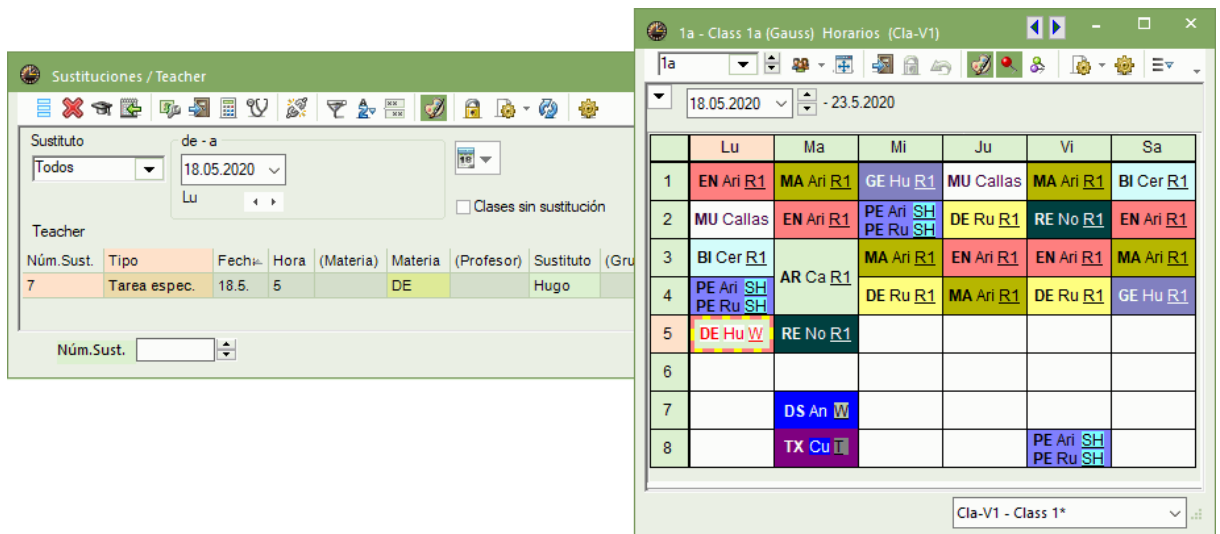 Sustituciones / Teacher
Sustituto
de - a
Todos
18.05.2020
Lu
18
Clases sin sustitución
Teacher
Núm.Sust. Tipo Fecha Hora (Materia) Materia (Profesor) Sustituto (Gru
7 Tarea espec. 18.5. 5 DE Hugo
Núm.Sust.
1a - Class 1a (Gauss) Horarios (Cla-V1)
1a
18.05.2020 - 23.5.2020
Lu Ma Mi Ju Vi Sa
1 EN Ari R1 MA Ari R1 GE Hu R1 MU Callas MA Ari R1 BI Cer R1
2 MU Callas EN Ari R1 PE Ari SH DE Ru R1 RE No R1 EN Ari R1
PE Ru SH
3 BI Cer R1 AR Ca R1 MA Ari R1 EN Ari R1 EN Ari R1 MA Ari R1
4 PE Ari SH DE Ru R1 MA Ari R1 DE Ru R1 GE Hu R1
PE Ru SH
5 DE Hu W RE No R1
6
7 DS An W
8 TX Cu T PE Ari SH
PE Ru SH
Cla-V1 - Class 1*